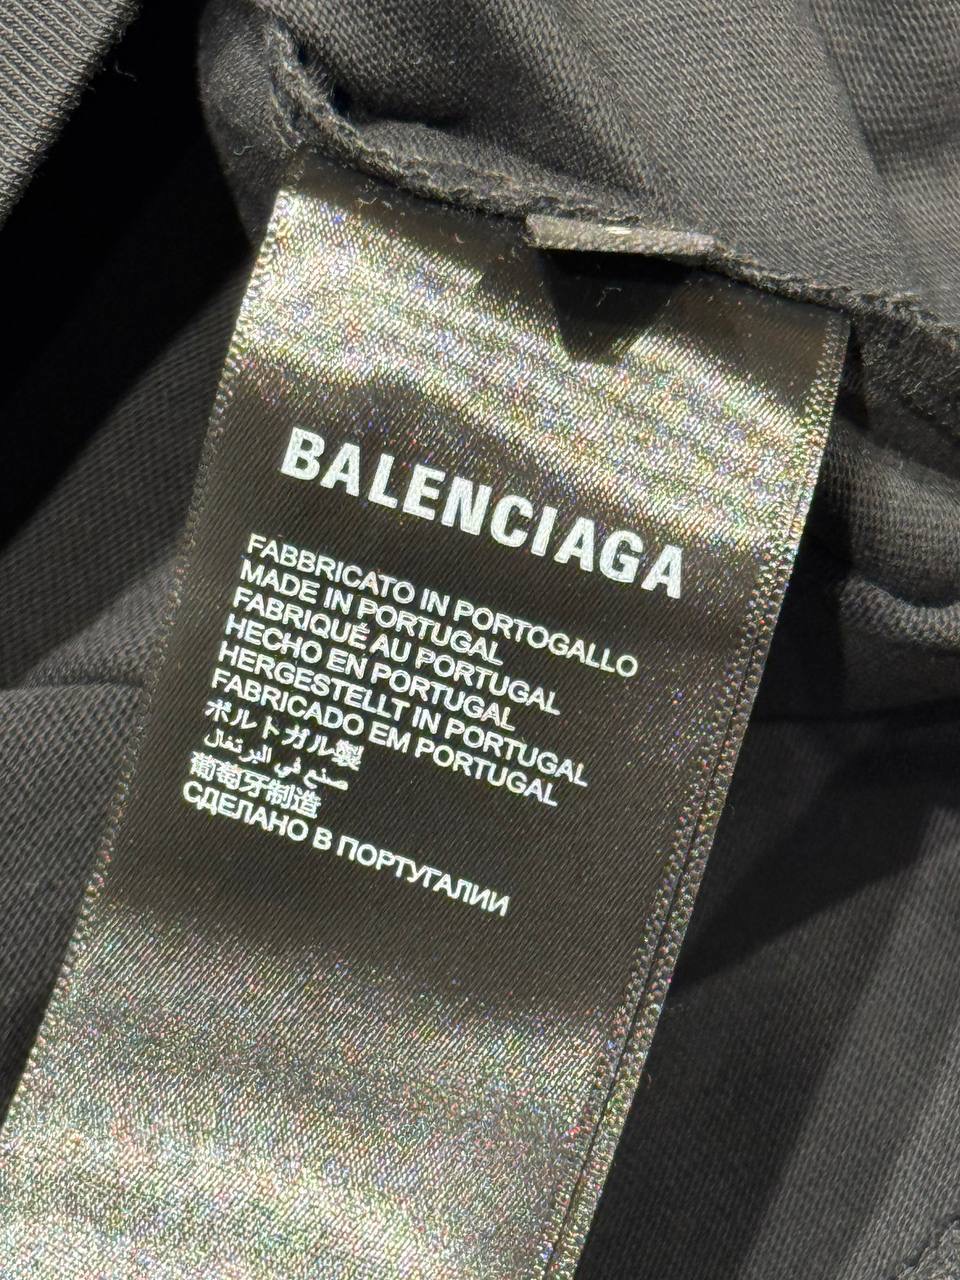 BALENCIAGA
FABBRICATO IN PORTOGALLO
MADE IN PORTUGAL
FABRIQUÉ AU PORTUGAL
HECHO EN PORTUGAL
HERGESTELLT IN PORTUGAL
FABRICADO EM PORTUGAL
ポルトガル製
صنع في البرتغال
葡萄牙制造
СДЕЛАНО В ПОРТУГАЛИИ